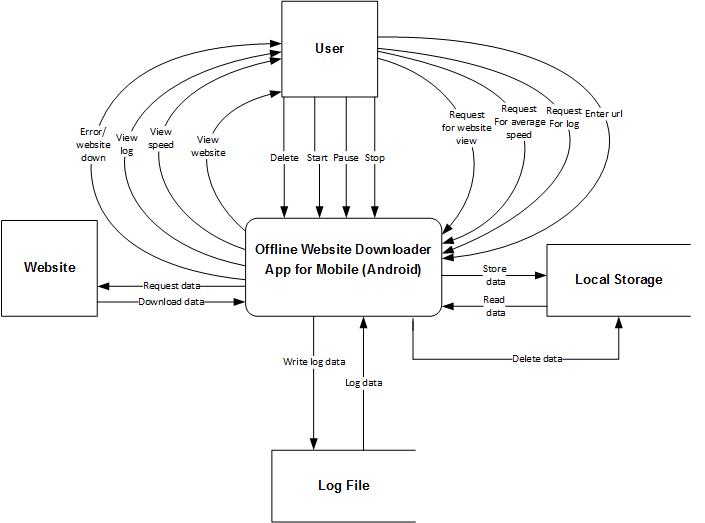 User
Error/
website
down
View
log
View
speed
View
website
Delete
Start
Pause
Stop
Request
for website
view
Request
For average
speed
Request
For log
Enter url
Website
Offline Website Downloader
App for Mobile (Android)
Local Storage
Request data
Download data
Store
data
Read
data
Delete data
Write log data
Log data
Log File